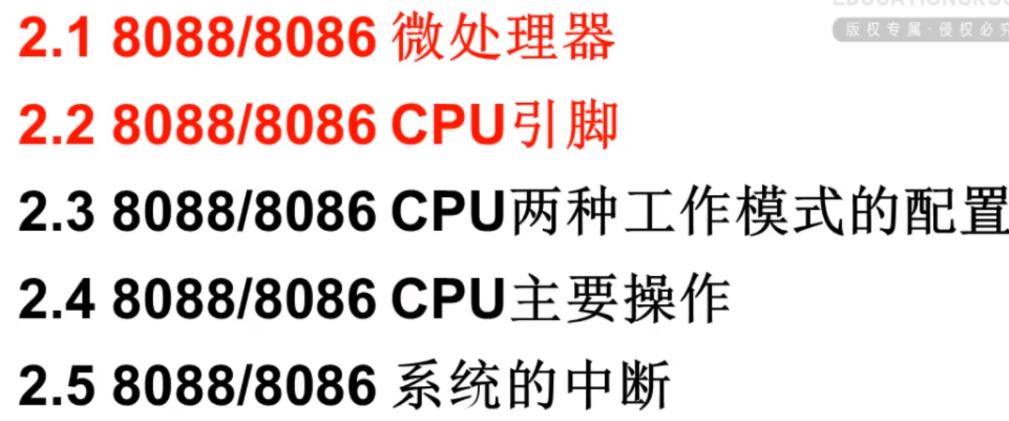 版权专属·侵权必究
2.1 8088/8086 微处理器
2.2 8088/8086 CPU引脚
2.3 8088/8086 CPU两种工作模式的配置
2.4 8088/8086 CPU主要操作
2.5 8088/8086 系统的中断